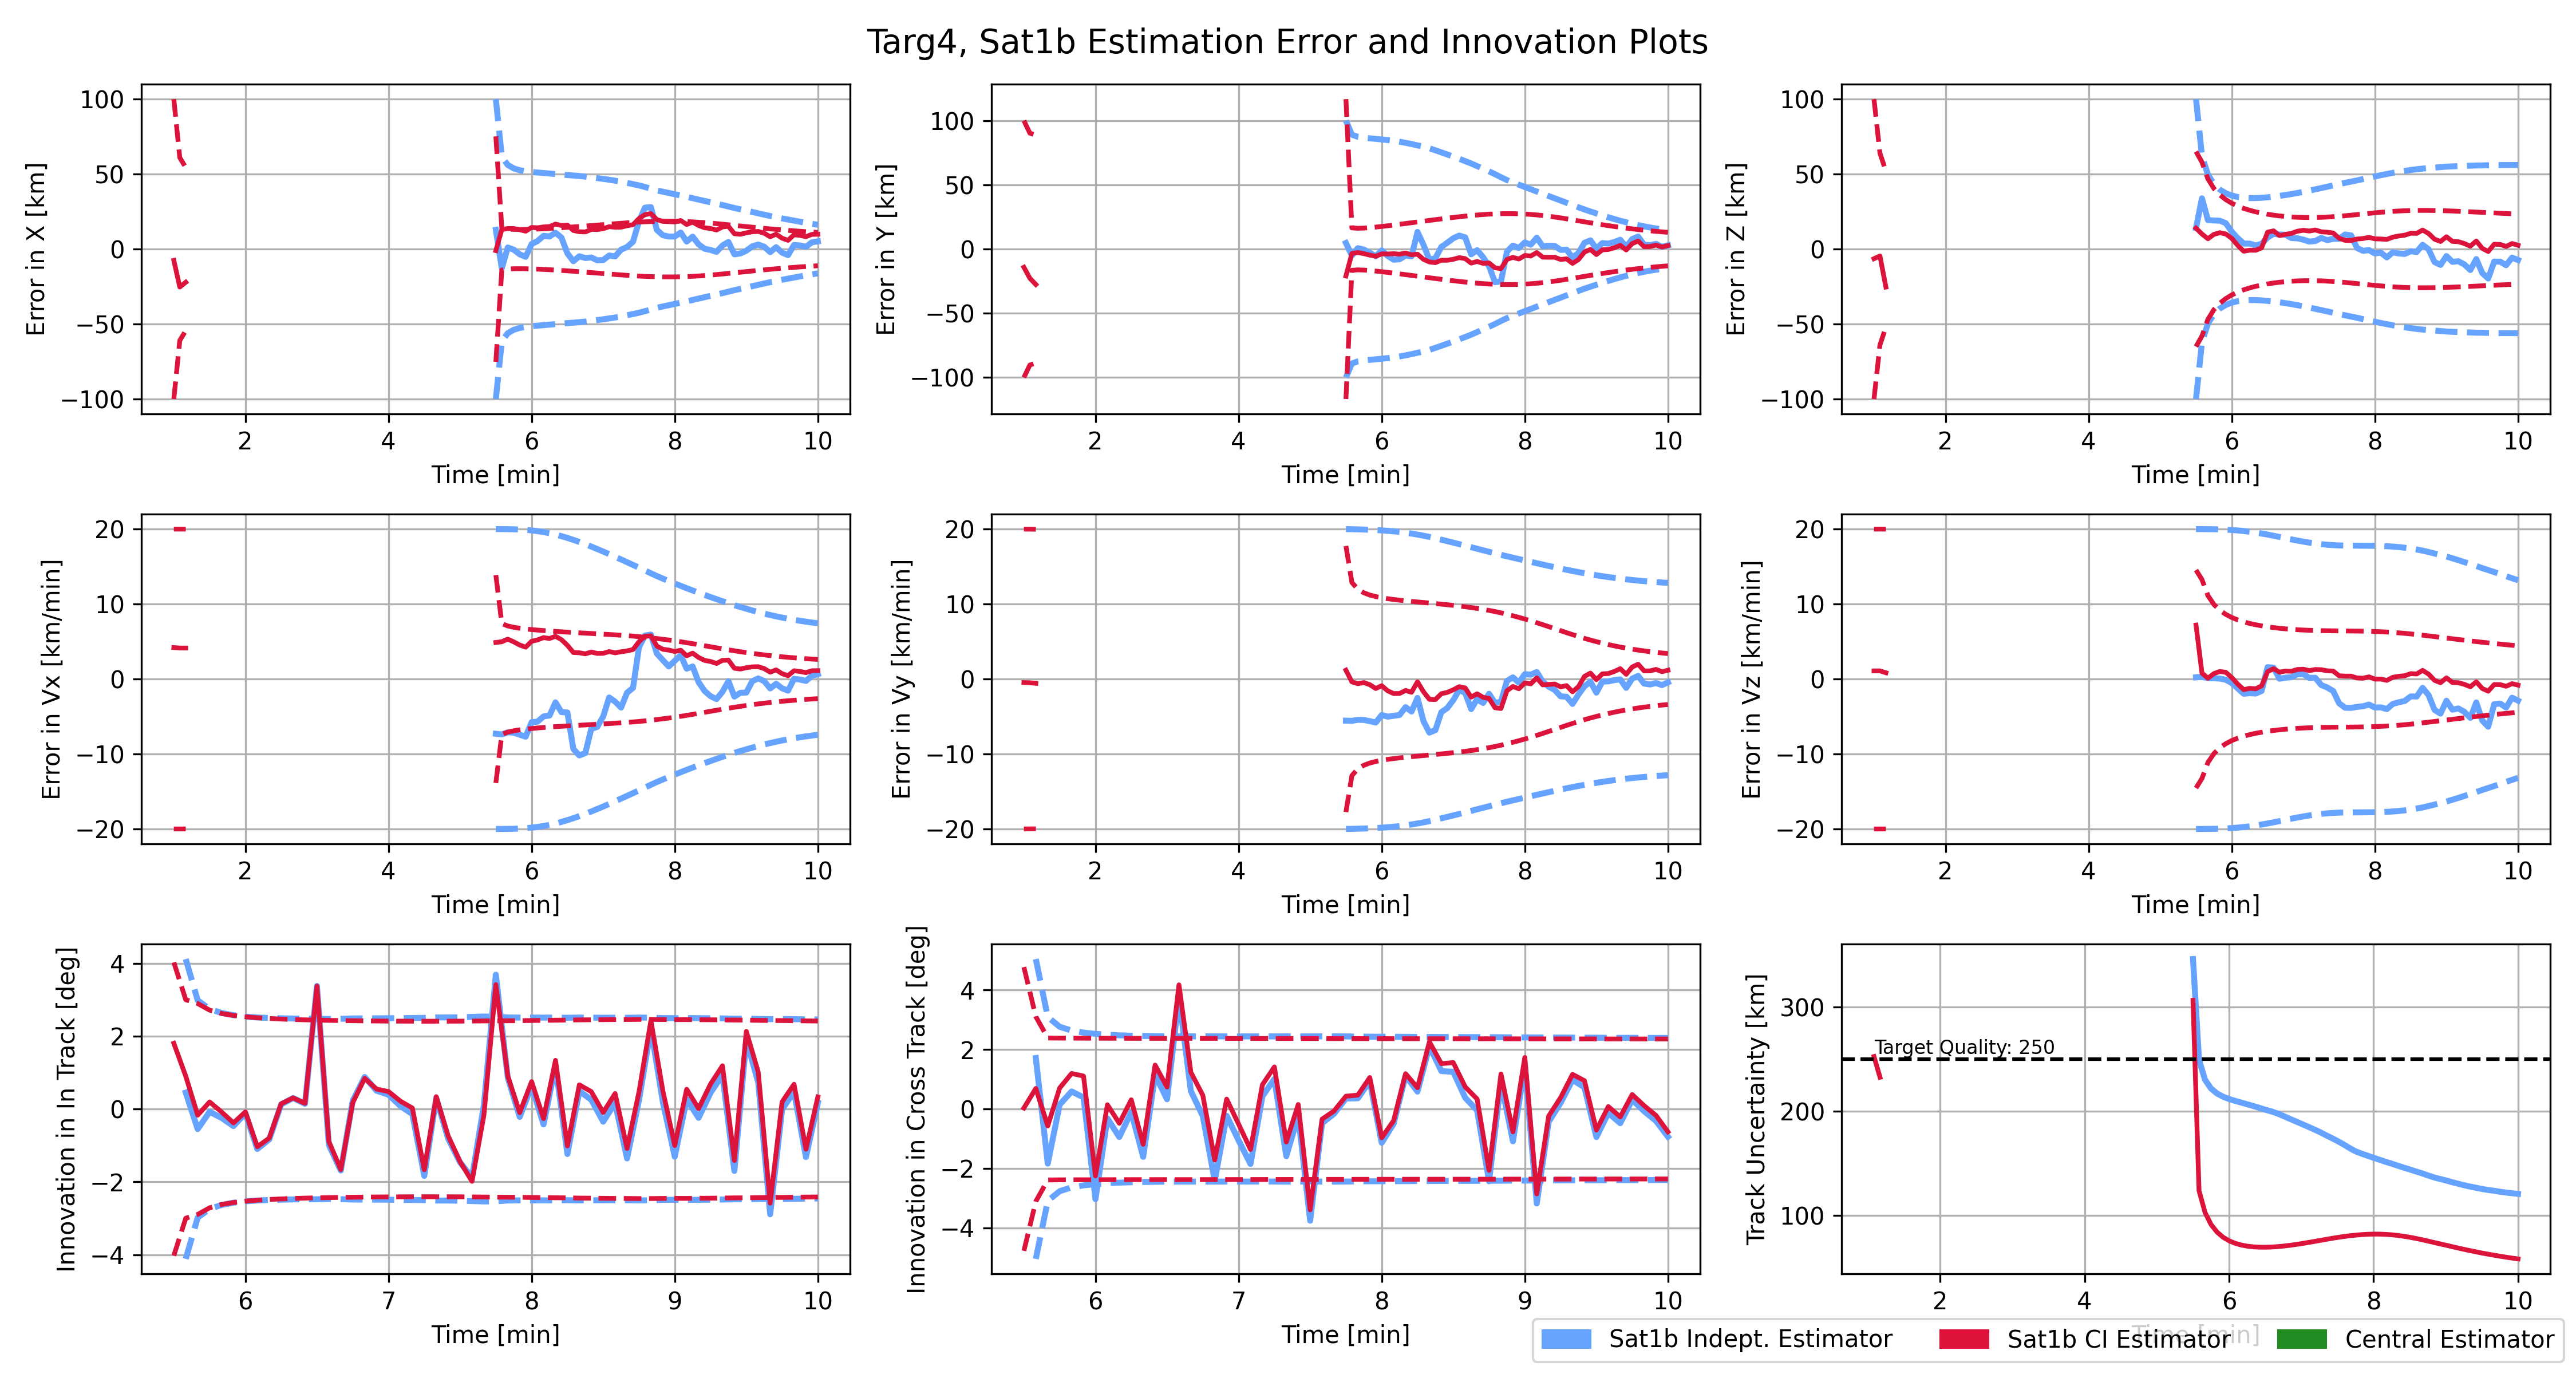 Targ4, Sat1b Estimation Error and Innovation Plots
Error in X [km]
100
50
0
−50
−100
2 4 6 8 10
Time [min]
Error in Y [km]
100
50
0
−50
−100
2 4 6 8 10
Time [min]
Error in Z [km]
100
50
0
−50
−100
2 4 6 8 10
Time [min]
Error in Vx [km/min]
20
10
0
−10
−20
2 4 6 8 10
Time [min]
Error in Vy [km/min]
20
10
0
−10
−20
2 4 6 8 10
Time [min]
Error in Vz [km/min]
20
10
0
−10
−20
2 4 6 8 10
Time [min]
Innovation in In Track [deg]
4
2
0
−2
−4
6 7 8 9 10
Time [min]
Innovation in Cross Track [deg]
4
2
0
−2
−4
6 7 8 9 10
Time [min]
Track Uncertainty [km]
300
200
100
Target Quality: 250
2 4 6 8 10
Time [min]
Sat1b Indept. Estimator Sat1b CI Estimator Central Estimator